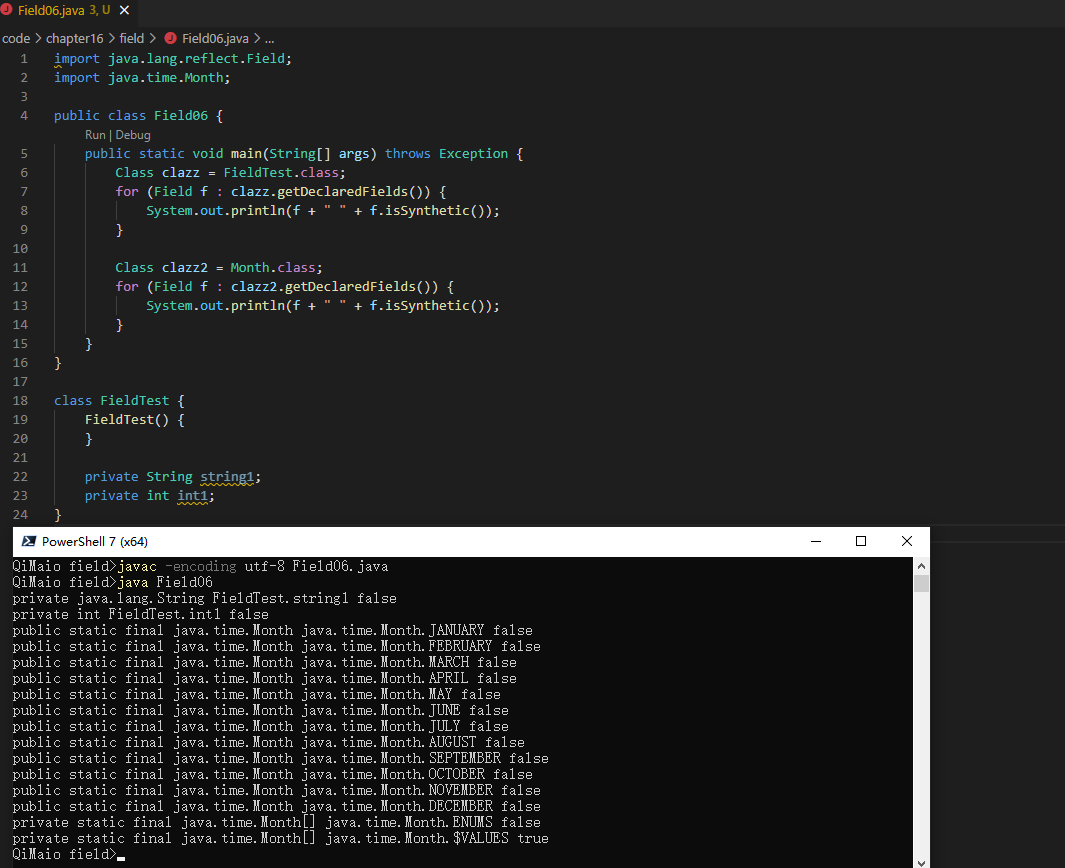 Field06.java 3, U
code > chapter16 > field > Field06.java > ...
1 import java.lang.reflect.Field;
2 import java.time.Month;
3
4 public class Field06 {
Run | Debug
5 public static void main(String[] args) throws Exception {
6 Class clazz = FieldTest.class;
7 for (Field f : clazz.getDeclaredFields()) {
8 System.out.println(f + " " + f.isSynthetic());
9 }
10
11 Class clazz2 = Month.class;
12 for (Field f : clazz2.getDeclaredFields()) {
13 System.out.println(f + " " + f.isSynthetic());
14 }
15 }
16 }
17
18 class FieldTest {
19 FieldTest() {
20 }
21
22 private String string1;
23 private int int1;
24 }
PowerShell 7 (x64)
QiMaio field>javac -encoding utf-8 Field06.java
QiMaio field>java Field06
private java.lang.String FieldTest.string1 false
private int FieldTest.int1 false
public static final java.time.Month java.time.Month.JANUARY false
public static final java.time.Month java.time.Month.FEBRUARY false
public static final java.time.Month java.time.Month.MARCH false
public static final java.time.Month java.time.Month.APRIL false
public static final java.time.Month java.time.Month.MAY false
public static final java.time.Month java.time.Month.JUNE false
public static final java.time.Month java.time.Month.JULY false
public static final java.time.Month java.time.Month.AUGUST false
public static final java.time.Month java.time.Month.SEPTEMBER false
public static final java.time.Month java.time.Month.OCTOBER false
public static final java.time.Month java.time.Month.NOVEMBER false
public static final java.time.Month java.time.Month.DECEMBER false
private static final java.time.Month[] java.time.Month.ENUMS false
private static final java.time.Month[] java.time.Month.$VALUES true
QiMaio field>